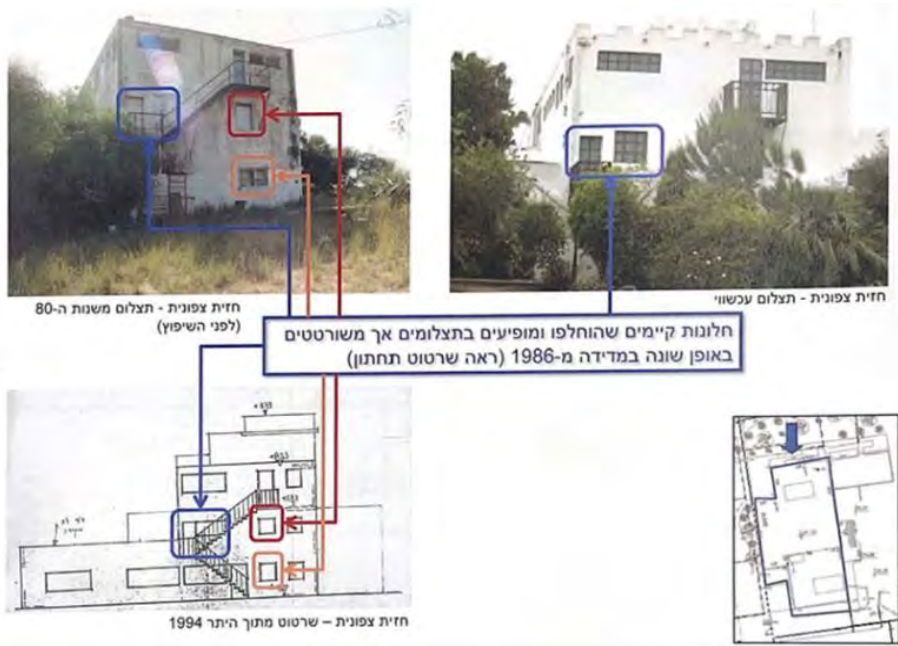 חזית צפונית - תצלום משנות ה-80
(לפני השיפוץ)
חזית צפונית - תצלום עכשווי
חלונות קיימים שהוחלפו ומופיעים בתצלומים אך משורטטים
באופן שונה במדידה מ-1986 (ראה שרטוט תחתון)
חזית צפונית – שרטוט מתוך היתר 1994